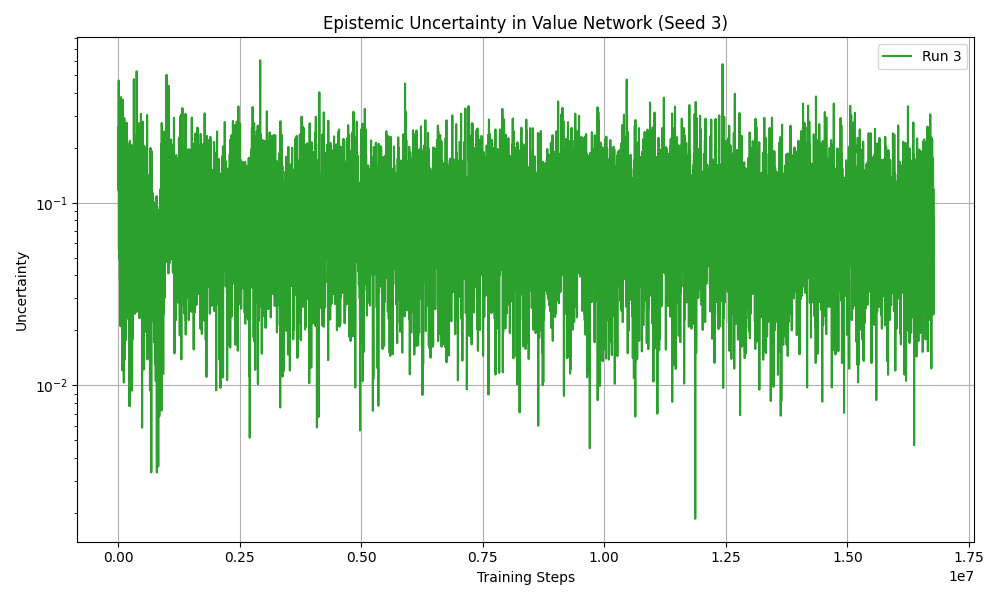 Epistemic Uncertainty in Value Network (Seed 3)
Run 3
Uncertainty
10⁻¹
10⁻²
0.00 0.25 0.50 0.75 1.00 1.25 1.50 1.75
1e7
Training Steps